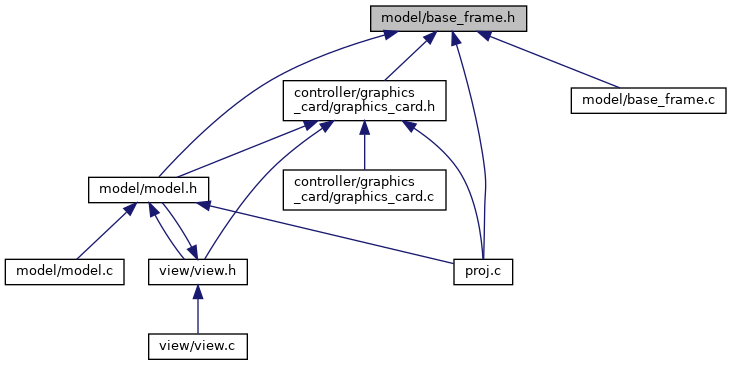 model/base_frame.h
controller/graphics
_card/graphics_card.h
model/base_frame.c
model/model.h
controller/graphics
_card/graphics_card.c
model/model.c
view/view.h
proj.c
view/view.c